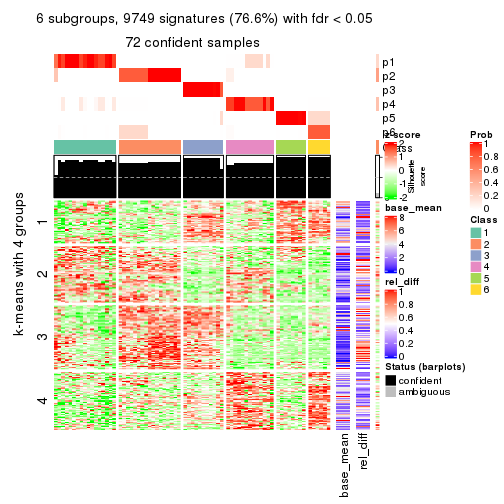 6 subgroups, 9749 signatures (76.6%) with fdr < 0.05
72 confident samples
p1
p2
p3
p4
p5
p6
Class
Silhouette
score
k-means with 4 groups
1
2
3
4
base_mean
rel_diff
z-score
2
1
0
-1
-2
base_mean
8
6
4
2
0
rel_diff
1
0.8
0.6
0.4
0.2
0
Status (barplots)
confident
ambiguous
Prob
1
0.8
0.6
0.4
0.2
0
Class
1
2
3
4
5
6